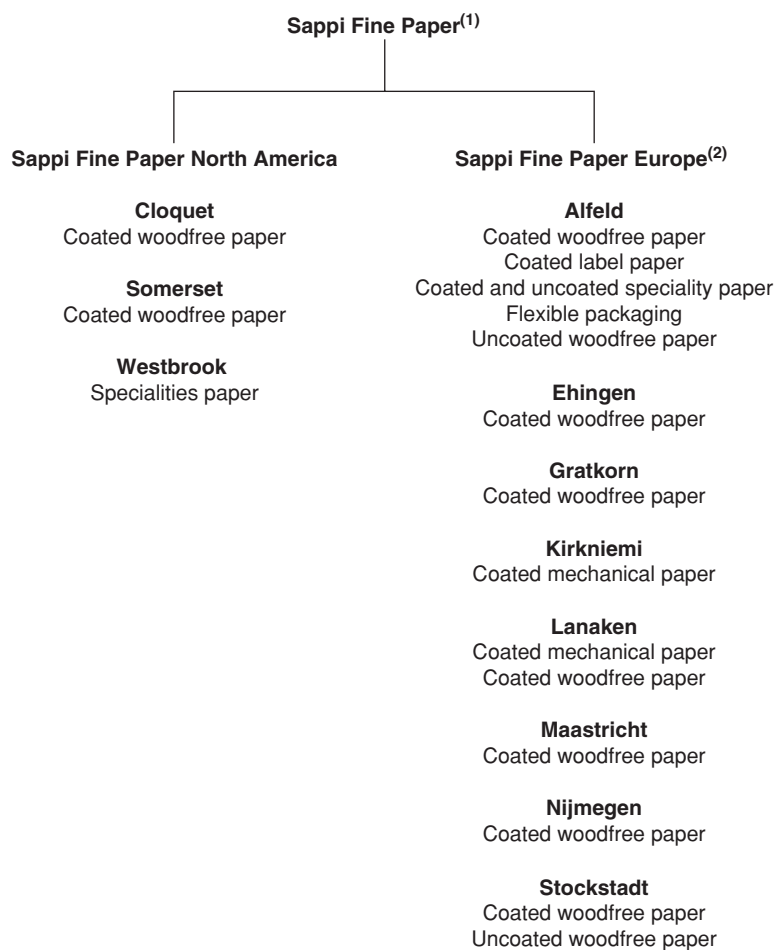 Sappi Fine Paper(1)
Sappi Fine Paper North America
Cloquet
Coated woodfree paper
Somerset
Coated woodfree paper
Westbrook
Specialities paper
Sappi Fine Paper Europe(2)
Alfeld
Coated woodfree paper
Coated label paper
Coated and uncoated speciality paper
Flexible packaging
Uncoated woodfree paper
Ehingen
Coated woodfree paper
Gratkorn
Coated woodfree paper
Kirkniemi
Coated mechanical paper
Lanaken
Coated mechanical paper
Coated woodfree paper
Maastricht
Coated woodfree paper
Nijmegen
Coated woodfree paper
Stockstadt
Coated woodfree paper
Uncoated woodfree paper